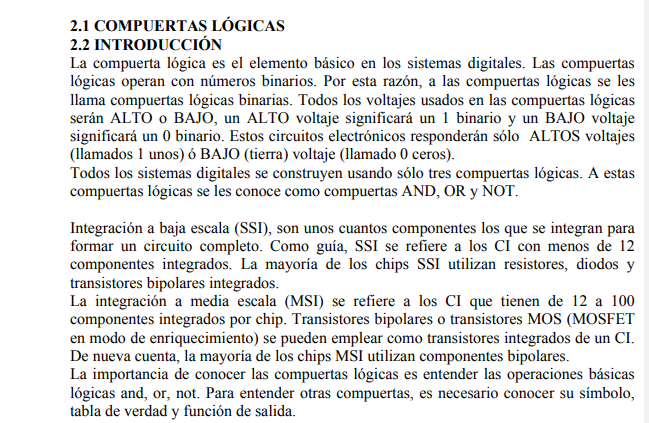 2.1 COMPUERTAS LÓGICAS
2.2 INTRODUCCIÓN
La compuerta lógica es el elemento básico en los sistemas digitales. Las compuertas
lógicas operan con números binarios. Por esta razón, a las compuertas lógicas se les
llama compuertas lógicas binarias. Todos los voltajes usados en las compuertas lógicas
serán ALTO o BAJO, un ALTO voltaje significará un 1 binario y un BAJO voltaje
significará un 0 binario. Estos circuitos electrónicos responderán sólo ALTOS voltajes
(llamados 1 unos) ó BAJO (tierra) voltaje (llamado 0 ceros).
Todos los sistemas digitales se construyen usando sólo tres compuertas lógicas. A estas
compuertas lógicas se les conoce como compuertas AND, OR y NOT.
Integración a baja escala (SSI), son unos cuantos componentes los que se integran para
formar un circuito completo. Como guía, SSI se refiere a los CI con menos de 12
componentes integrados. La mayoría de los chips SSI utilizan resistores, diodos y
transistores bipolares integrados.
La integración a media escala (MSI) se refiere a los CI que tienen de 12 a 100
componentes integrados por chip. Transistores bipolares o transistores MOS (MOSFET
en modo de enriquecimiento) se pueden emplear como transistores integrados de un CI.
De nueva cuenta, la mayoría de los chips MSI utilizan componentes bipolares.
La importancia de conocer las compuertas lógicas es entender las operaciones básicas
lógicas and, or, not. Para entender otras compuertas, es necesario conocer su símbolo,
tabla de verdad y función de salida.